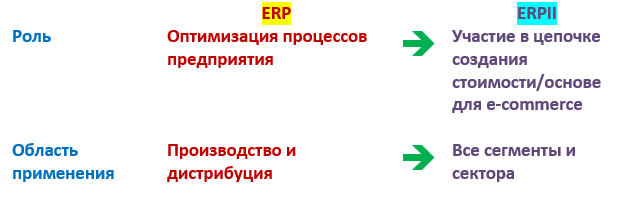 ERP ERPII
Роль Оптимизация процессов Участие в цепочке
предприятия создания
стоимости/основе
для e-commerce
Область Производство и Все сегменты и
применения дистрибуция сектора